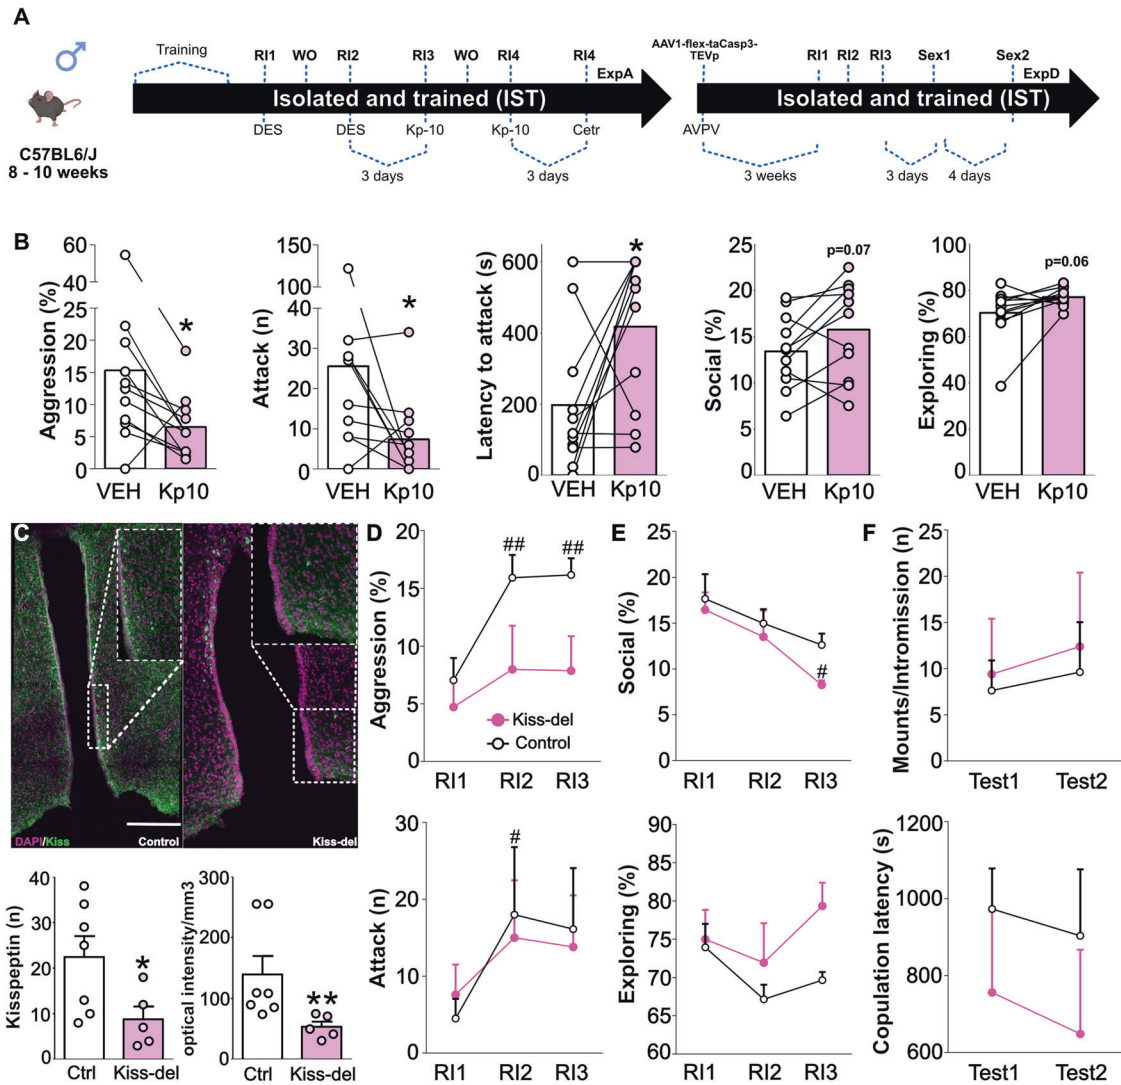 A
Training
RI1 WO RI2 RI3 WO RI4 RI4
ExpA
Isolated and trained (IST)
DES DES Kp-10 Kp-10 Cetr
3 days 3 days
C57BL6/J
8 - 10 weeks
AAV1-flex-taCasp3-
TEVp
RI1 RI2 RI3 Sex1 Sex2
ExpD
Isolated and trained (IST)
AVPV
3 weeks 3 days 4 days
B
Aggression (%)
60
40
25
20
15
10
5
0
*
VEH Kp10
Attack (n)
150
100
50
40
30
20
10
0
*
VEH Kp10
Latency to attack (s)
600
400
200
0
*
VEH Kp10
Social (%)
25
20
15
10
5
0
p=0.07
VEH Kp10
Exploring (%)
100
80
60
40
20
0
p=0.06
VEH Kp10
C
DAPI/Kiss Control Kiss-del
Kisspeptin (n)
40
30
20
10
0
*
Ctrl Kiss-del
optical intensity/mm3
300
200
100
0
**
Ctrl Kiss-del
D
Aggression (%)
20
15
10
5
0
## ##
Kiss-del
Control
RI1 RI2 RI3
Attack (n)
30
20
10
0
#
RI1 RI2 RI3
E
Social (%)
25
20
15
10
5
0
#
RI1 RI2 RI3
Exploring (%)
90
85
80
75
70
65
60
RI1 RI2 RI3
F
Mounts/Intromission (n)
25
20
15
10
5
0
Test1 Test2
Copulation latency (s)
1200
1000
800
600
Test1 Test2